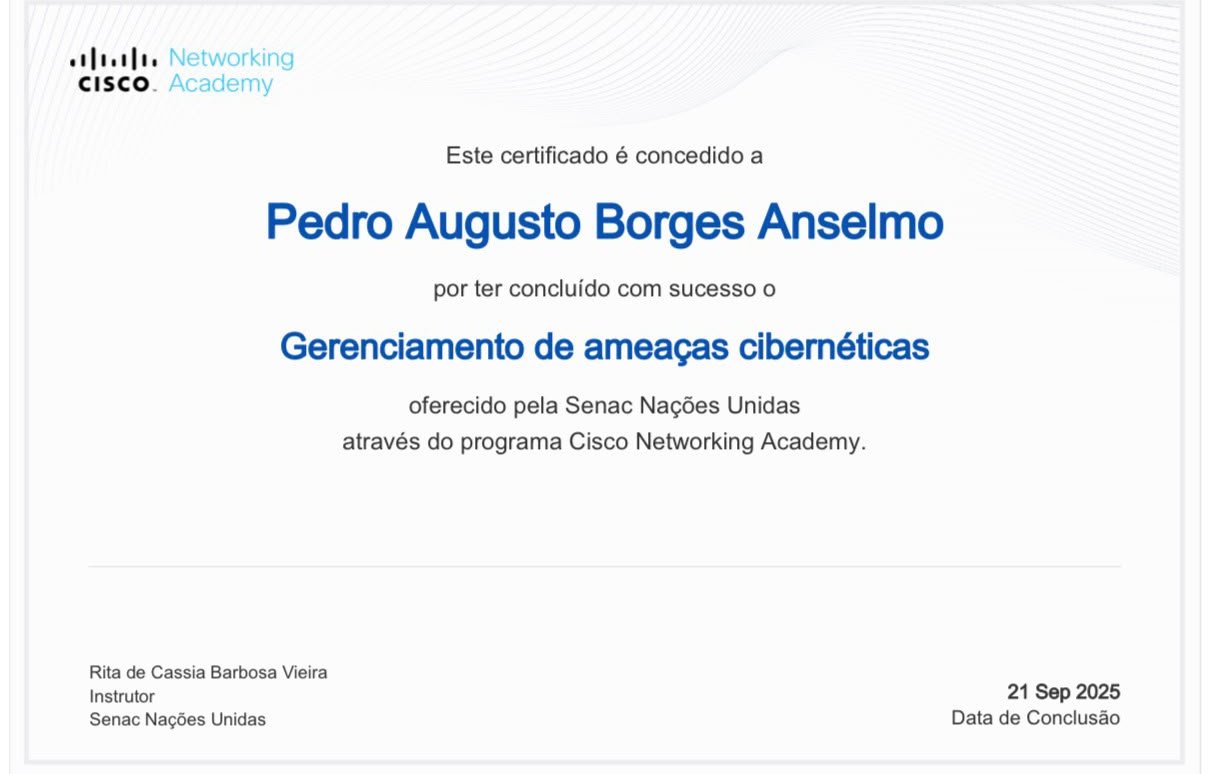 CISCO Networking
Academy
Este certificado é concedido a
Pedro Augusto Borges Anselmo
por ter concluído com sucesso o
Gerenciamento de ameaças cibernéticas
oferecido pela Senac Nações Unidas
através do programa Cisco Networking Academy.
Rita de Cassia Barbosa Vieira
Instrutor
Senac Nações Unidas
21 Sep 2025
Data de Conclusão